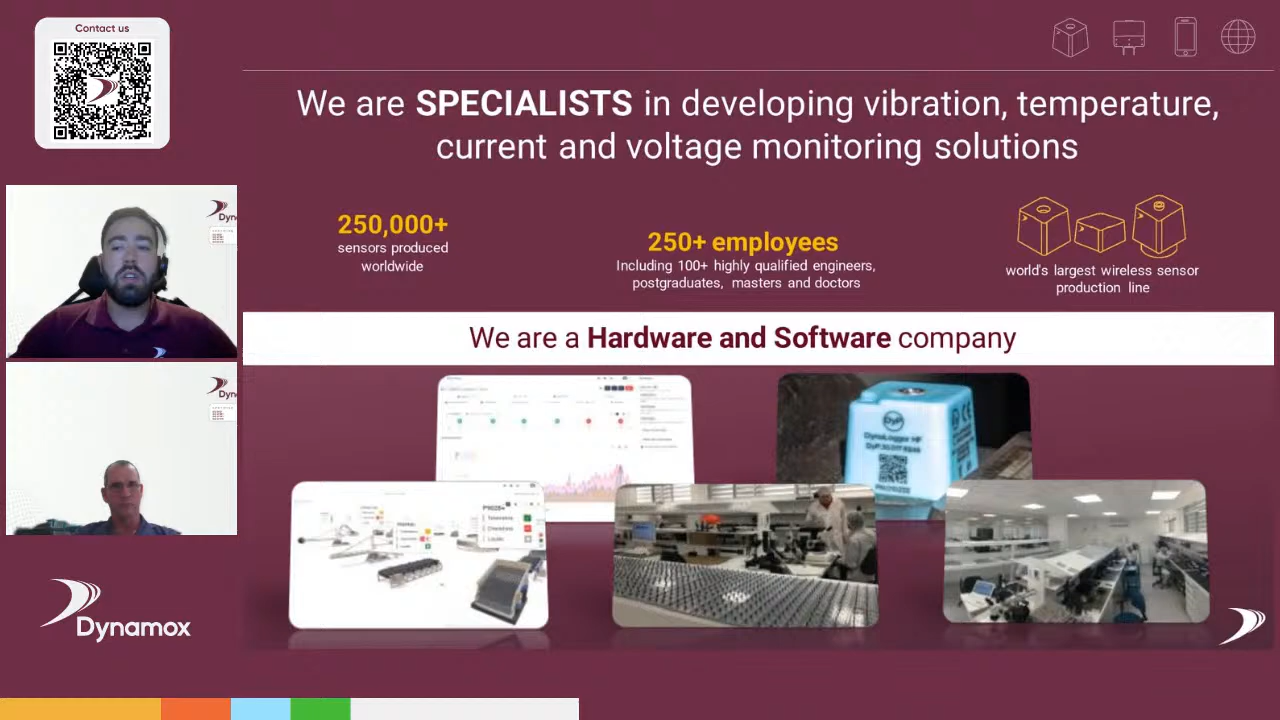 Contact us
We are SPECIALISTS in developing vibration, temperature,
current and voltage monitoring solutions
250,000+
sensors produced
worldwide
250+ employees
Including 100+ highly qualified engineers,
postgraduates, masters and doctors
world's largest wireless sensor
production line
We are a Hardware and Software company
DynaLogger HF
Dynamox